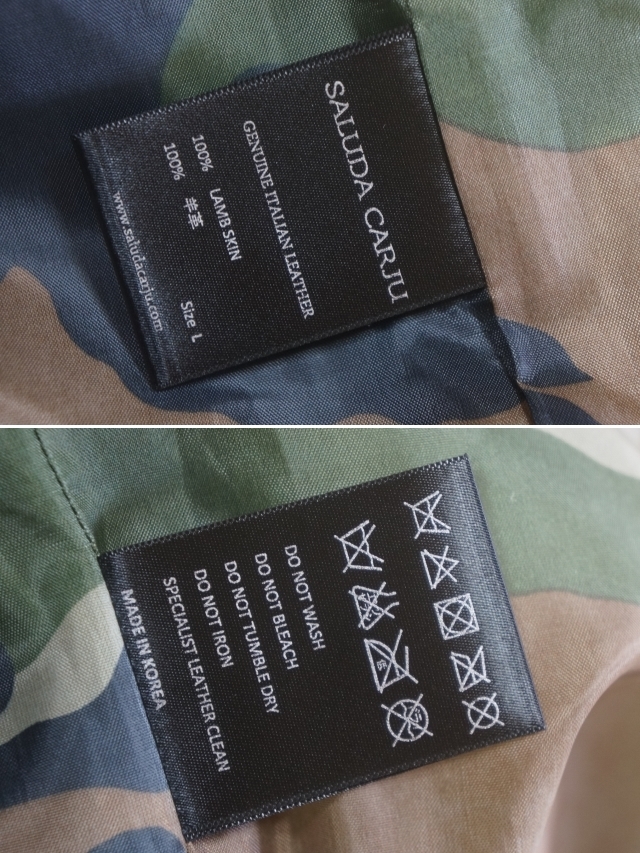 SALUDA CARJU
GENUINE ITALIAN LEATHER
100% LAMB SKIN
100% 羊革
Size L
www.saludacarju.com
DO NOT WASH
DO NOT BLEACH
DO NOT TUMBLE DRY
DO NOT IRON
SPECIALIST LEATHER CLEAN
MADE IN KOREA